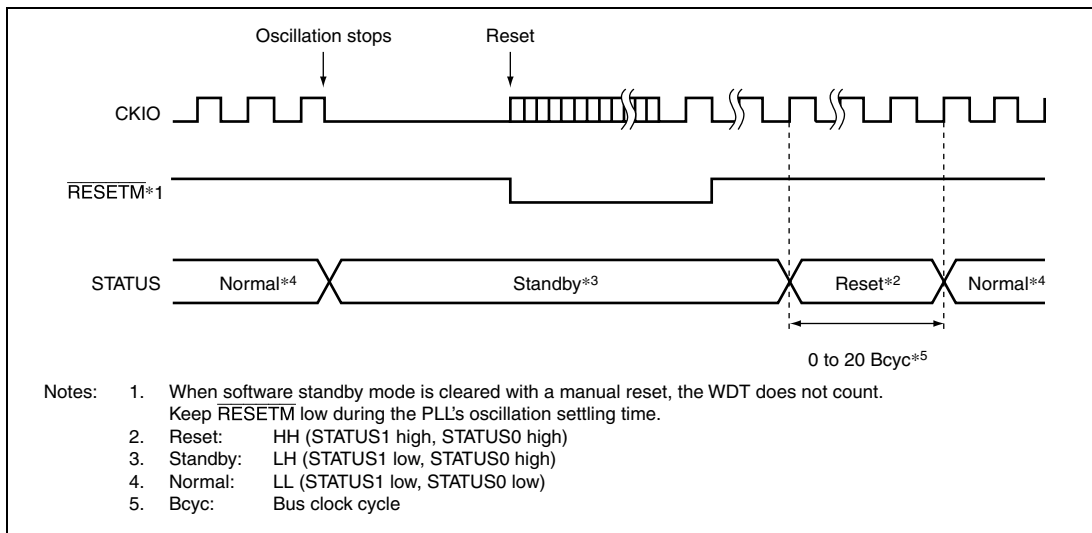 Oscillation stops Reset
CKIO
RESETM*1
STATUS Normal*4 Standby*3 Reset*2 Normal*4
0 to 20 Bcyc*5
Notes: 1. When software standby mode is cleared with a manual reset, the WDT does not count.
Keep RESETM low during the PLL's oscillation settling time.
2. Reset: HH (STATUS1 high, STATUS0 high)
3. Standby: LH (STATUS1 low, STATUS0 high)
4. Normal: LL (STATUS1 low, STATUS0 low)
5. Bcyc: Bus clock cycle